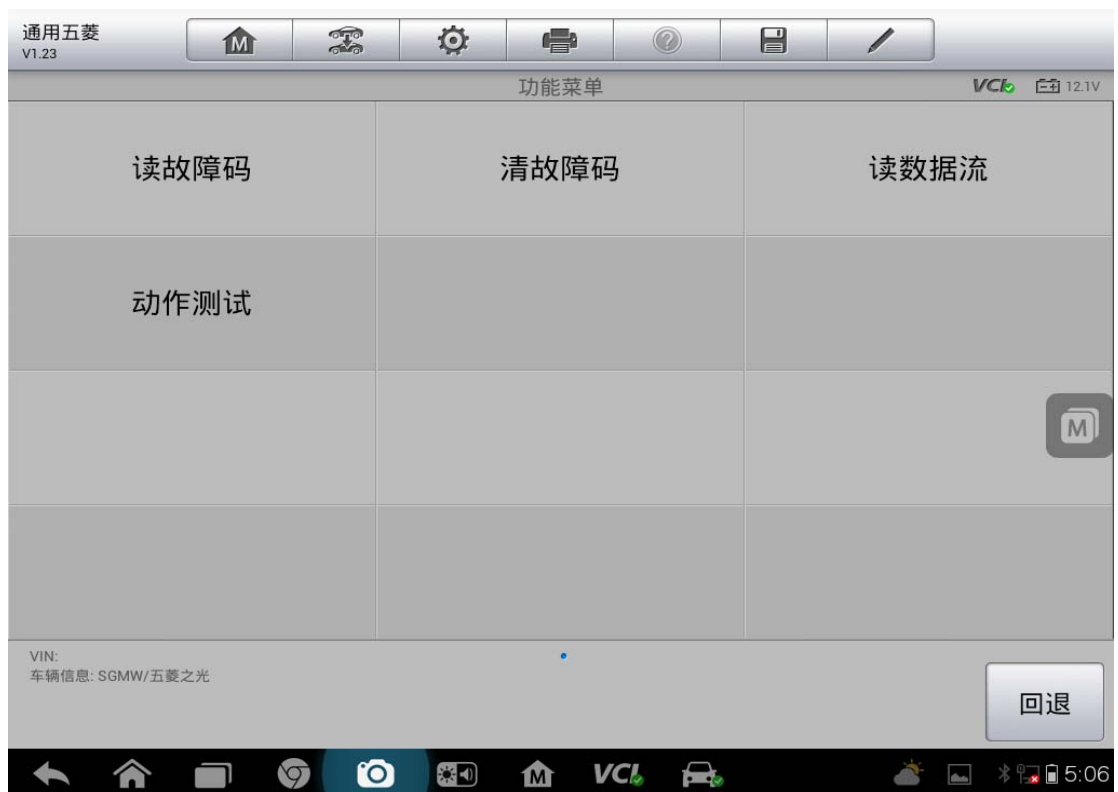 通用五菱
V1.23
M
?
功能菜单
VCI
12.1V
读故障码
清故障码
读数据流
动作测试
M
VIN:
车辆信息: SGMW/五菱之光
回退
M
VCI
5:06